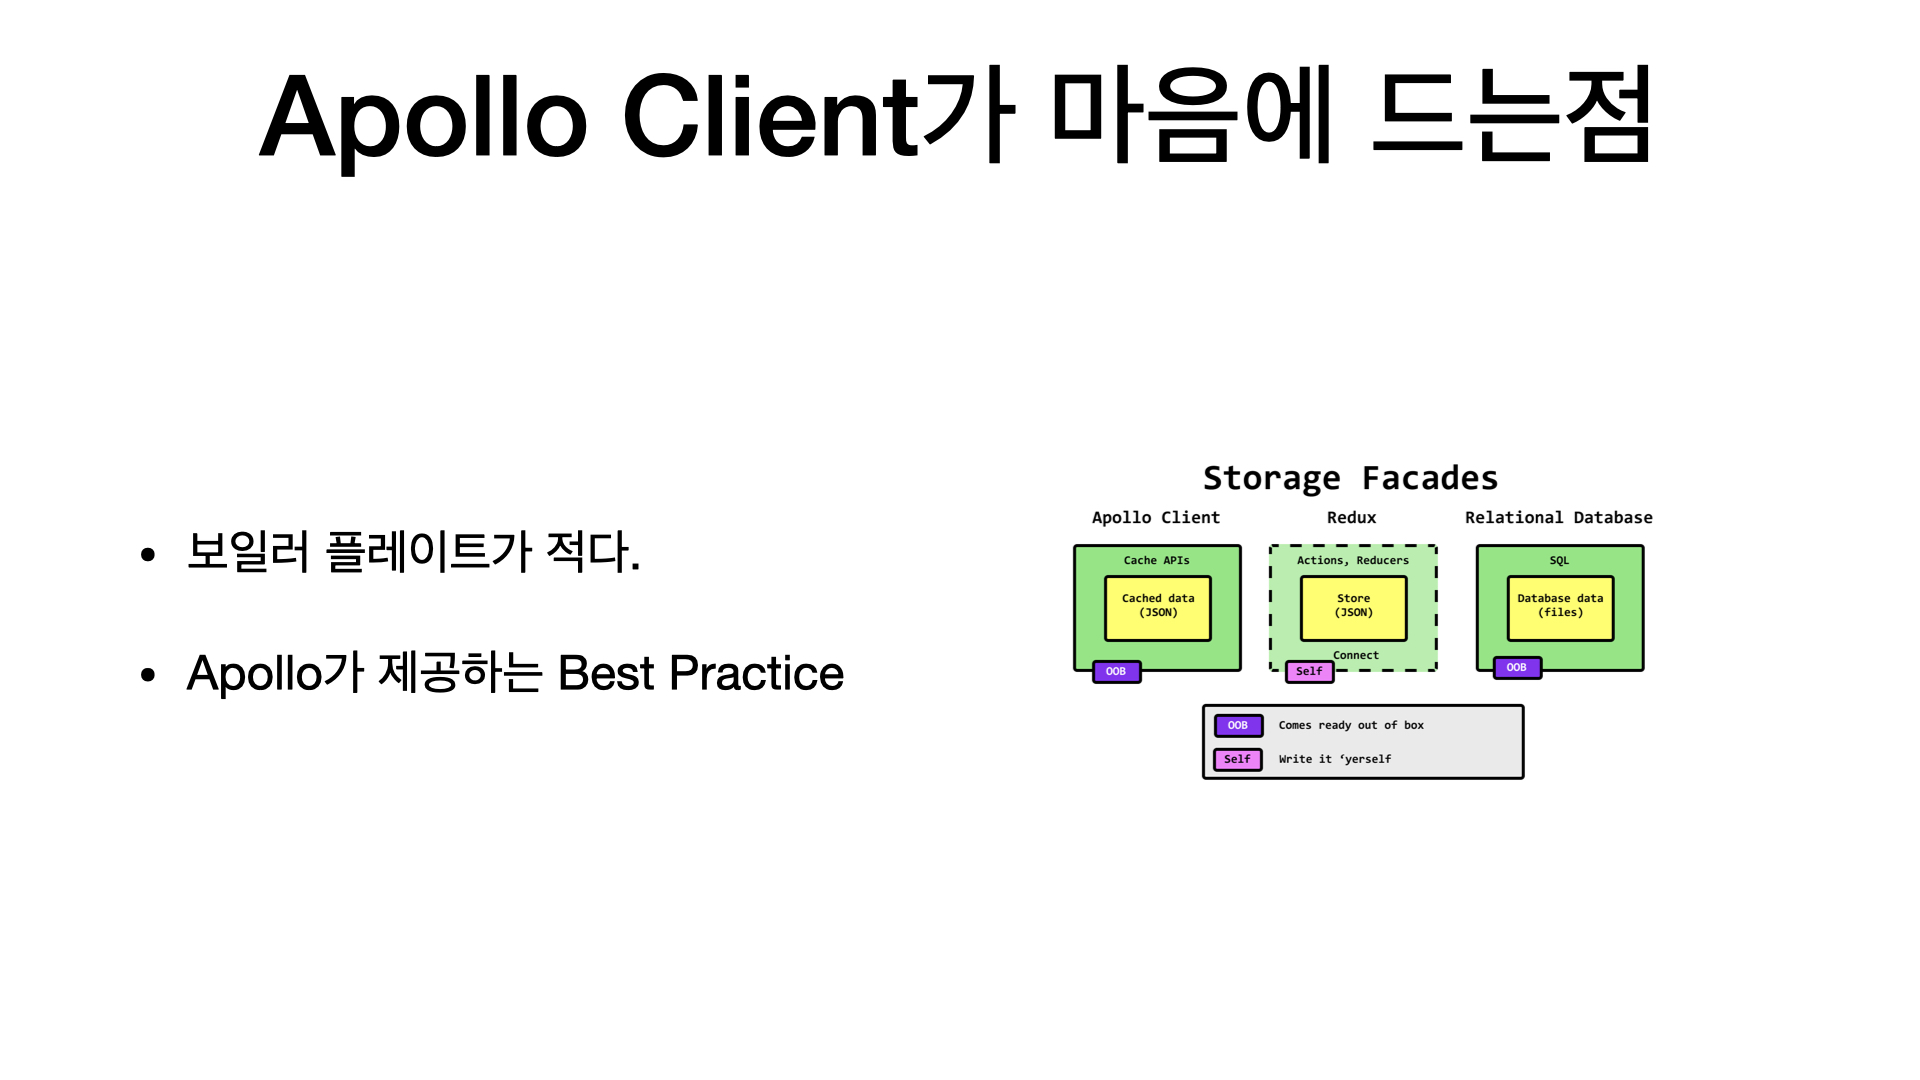 Apollo Client가 마음에 드는점
• 보일러 플레이트가 적다.
• Apollo가 제공하는 Best Practice
Storage Facades
Apollo Client
Redux
Relational Database
Cache APIs
Cached data
(JSON)
OOB
Actions, Reducers
Store
(JSON)
Connect
Self
SQL
Database data
(files)
OOB
OOB Comes ready out of box
Self Write it ‘yerself